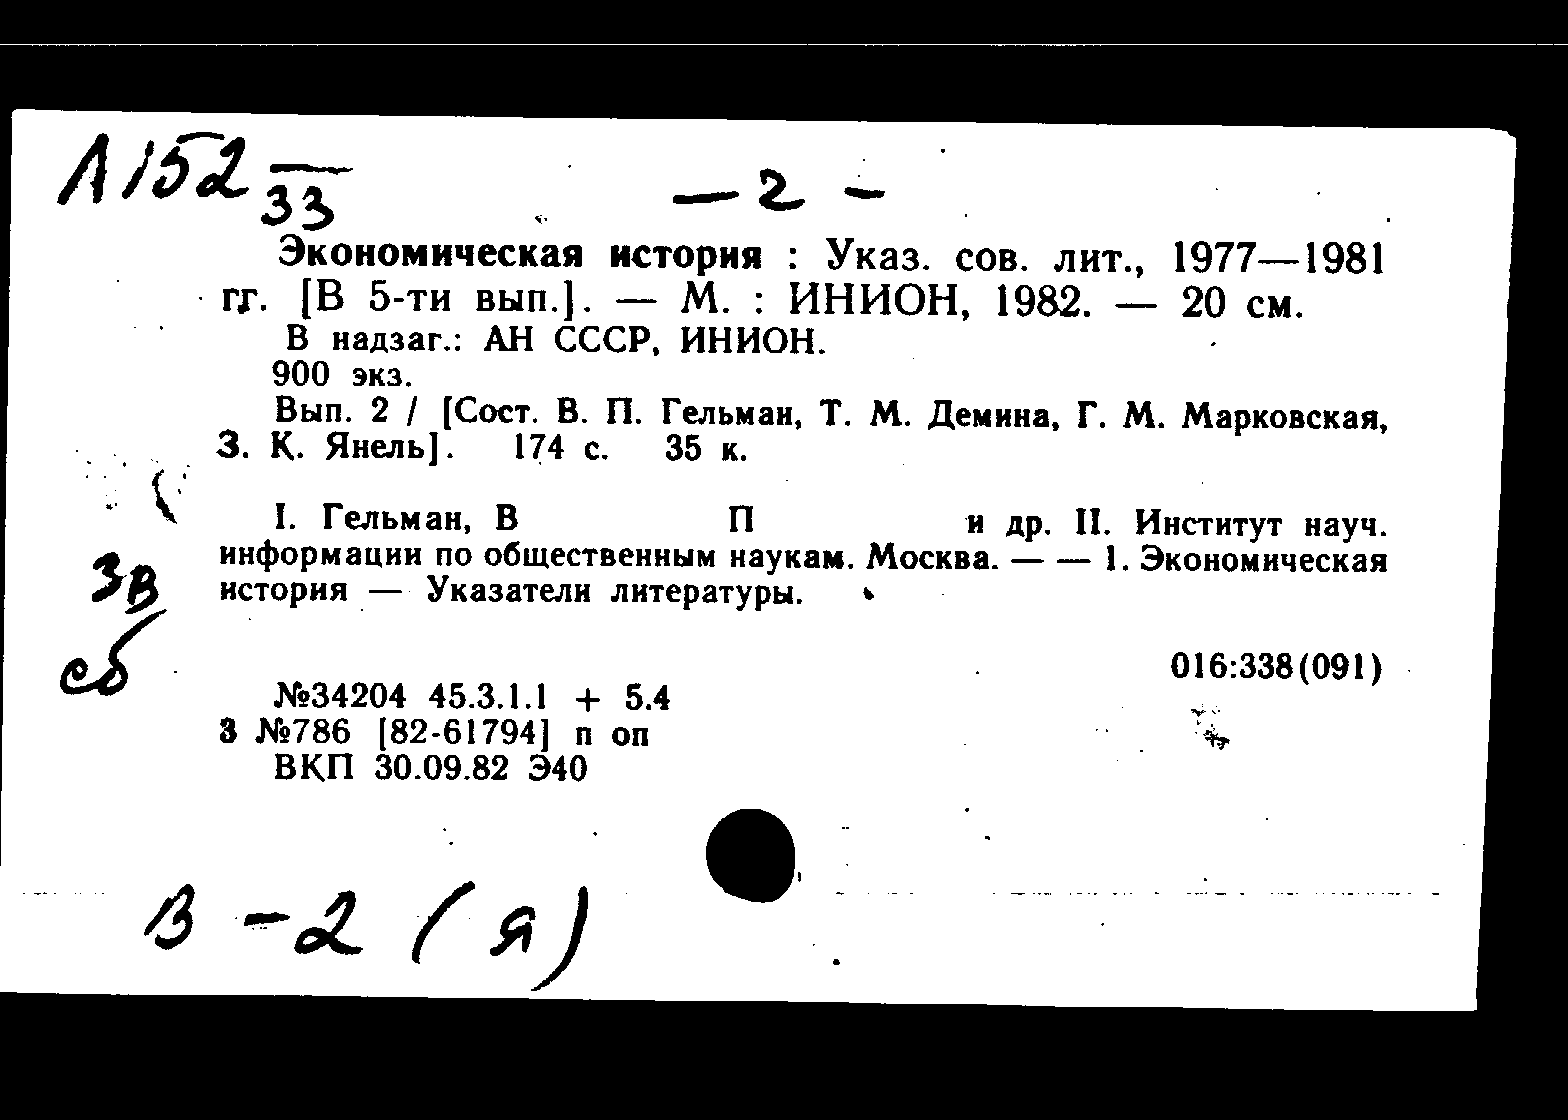 Л152
33
— 2 —
Экономическая история : Указ. сов. лит., 1977—1981
гг. [В 5-ти вып.]. — М. : ИНИОН, 1982. — 20 см.
В надзаг.: АН СССР, ИНИОН.
900 экз.
Вып. 2 / [Сост. В. П. Гельман, Т. М. Демина, Г. М. Марковская,
З. К. Янель]. 174 с. 35 к.
I. Гельман, В П и др. II. Институт науч.
информации по общественным наукам. Москва. — — 1. Экономическая
история — Указатели литературы.
Зв
сб
016:338(091)
№34204 45.3.1.1 + 5.4
3 №786 [82-61794] п оп
ВКП 30.09.82 Э40
В - 2 (я)